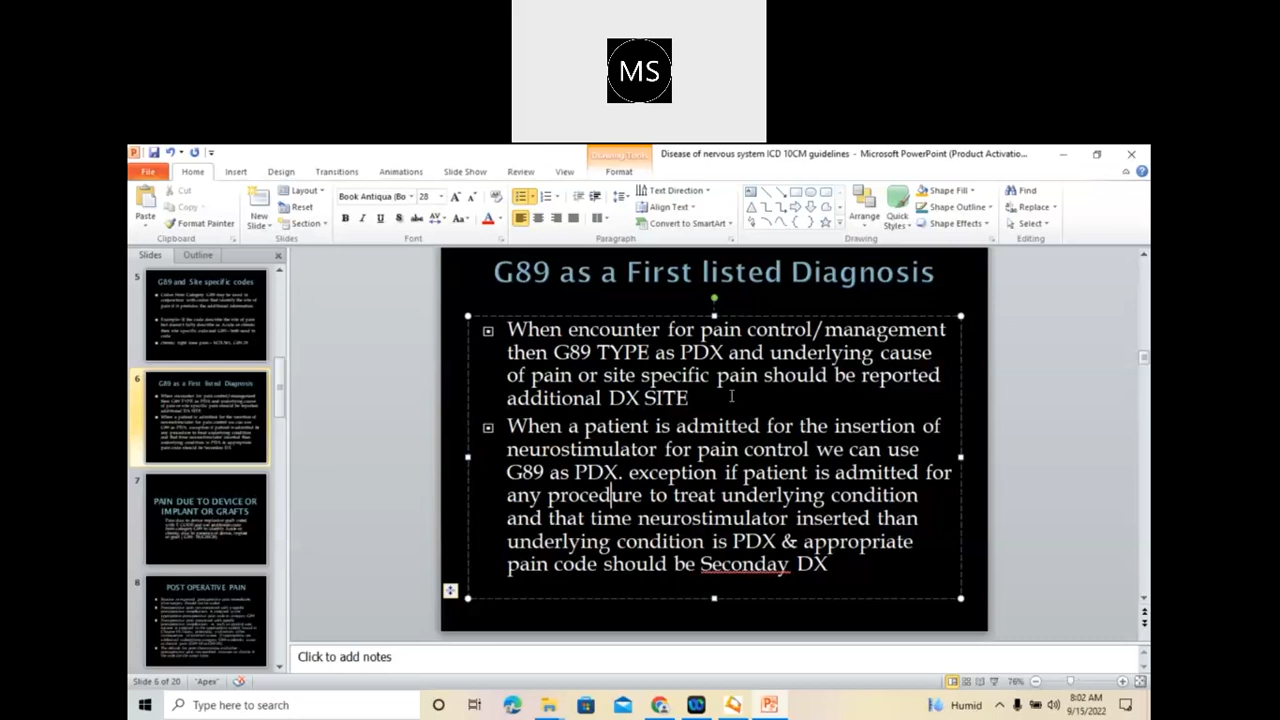 MS
Drawing Tools
Disease of nervous system ICD 10CM guidelines - Microsoft PowerPoint (Product Activatio...
File Home Insert Design Transitions Animations Slide Show Review View Format
Cut
Copy
Format Painter
Paste
Clipboard
New Slide
Layout
Reset
Section
Slides
Book Antiqua (Bo 28
B I U S abc AV Aa A
Font
Text Direction
Align Text
Convert to SmartArt
Paragraph
Arrange
Quick Styles
Shape Fill
Shape Outline
Shape Effects
Drawing
Find
Replace
Select
Editing
Slides Outline
5
G89 and Site specific codes
6
G89 as a First listed Diagnosis
7
PAIN DUE TO DEVICE OR
IMPLANT OR GRAFTS
8
POST OPERATIVE PAIN
G89 as a First listed Diagnosis
When encounter for pain control/management
then G89 TYPE as PDX and underlying cause
of pain or site specific pain should be reported
additional DX SITE
When a patient is admitted for the insertion of
neurostimulator for pain control we can use
G89 as PDX. exception if patient is admitted for
any procedure to treat underlying condition
and that time neurostimulator inserted than
underlying condition is PDX & appropriate
pain code should be Seconday DX
Click to add notes
Slide 6 of 20 "Apex" 76%
Type here to search
Humid
8:02 AM
9/15/2022